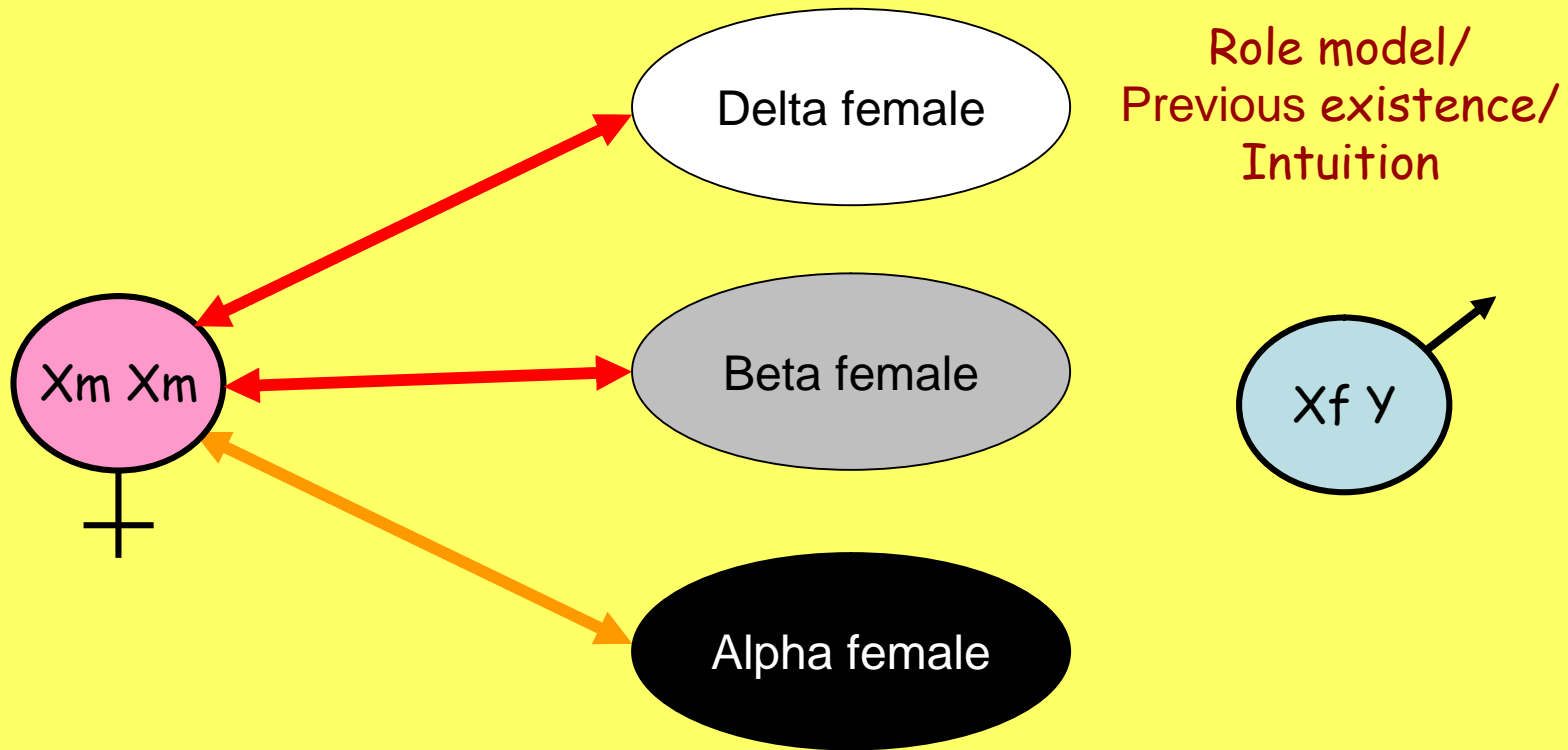 Delta female
Role model/
Previous existence/
Intuition
Xm Xm
Beta female
Xf Y
Alpha female